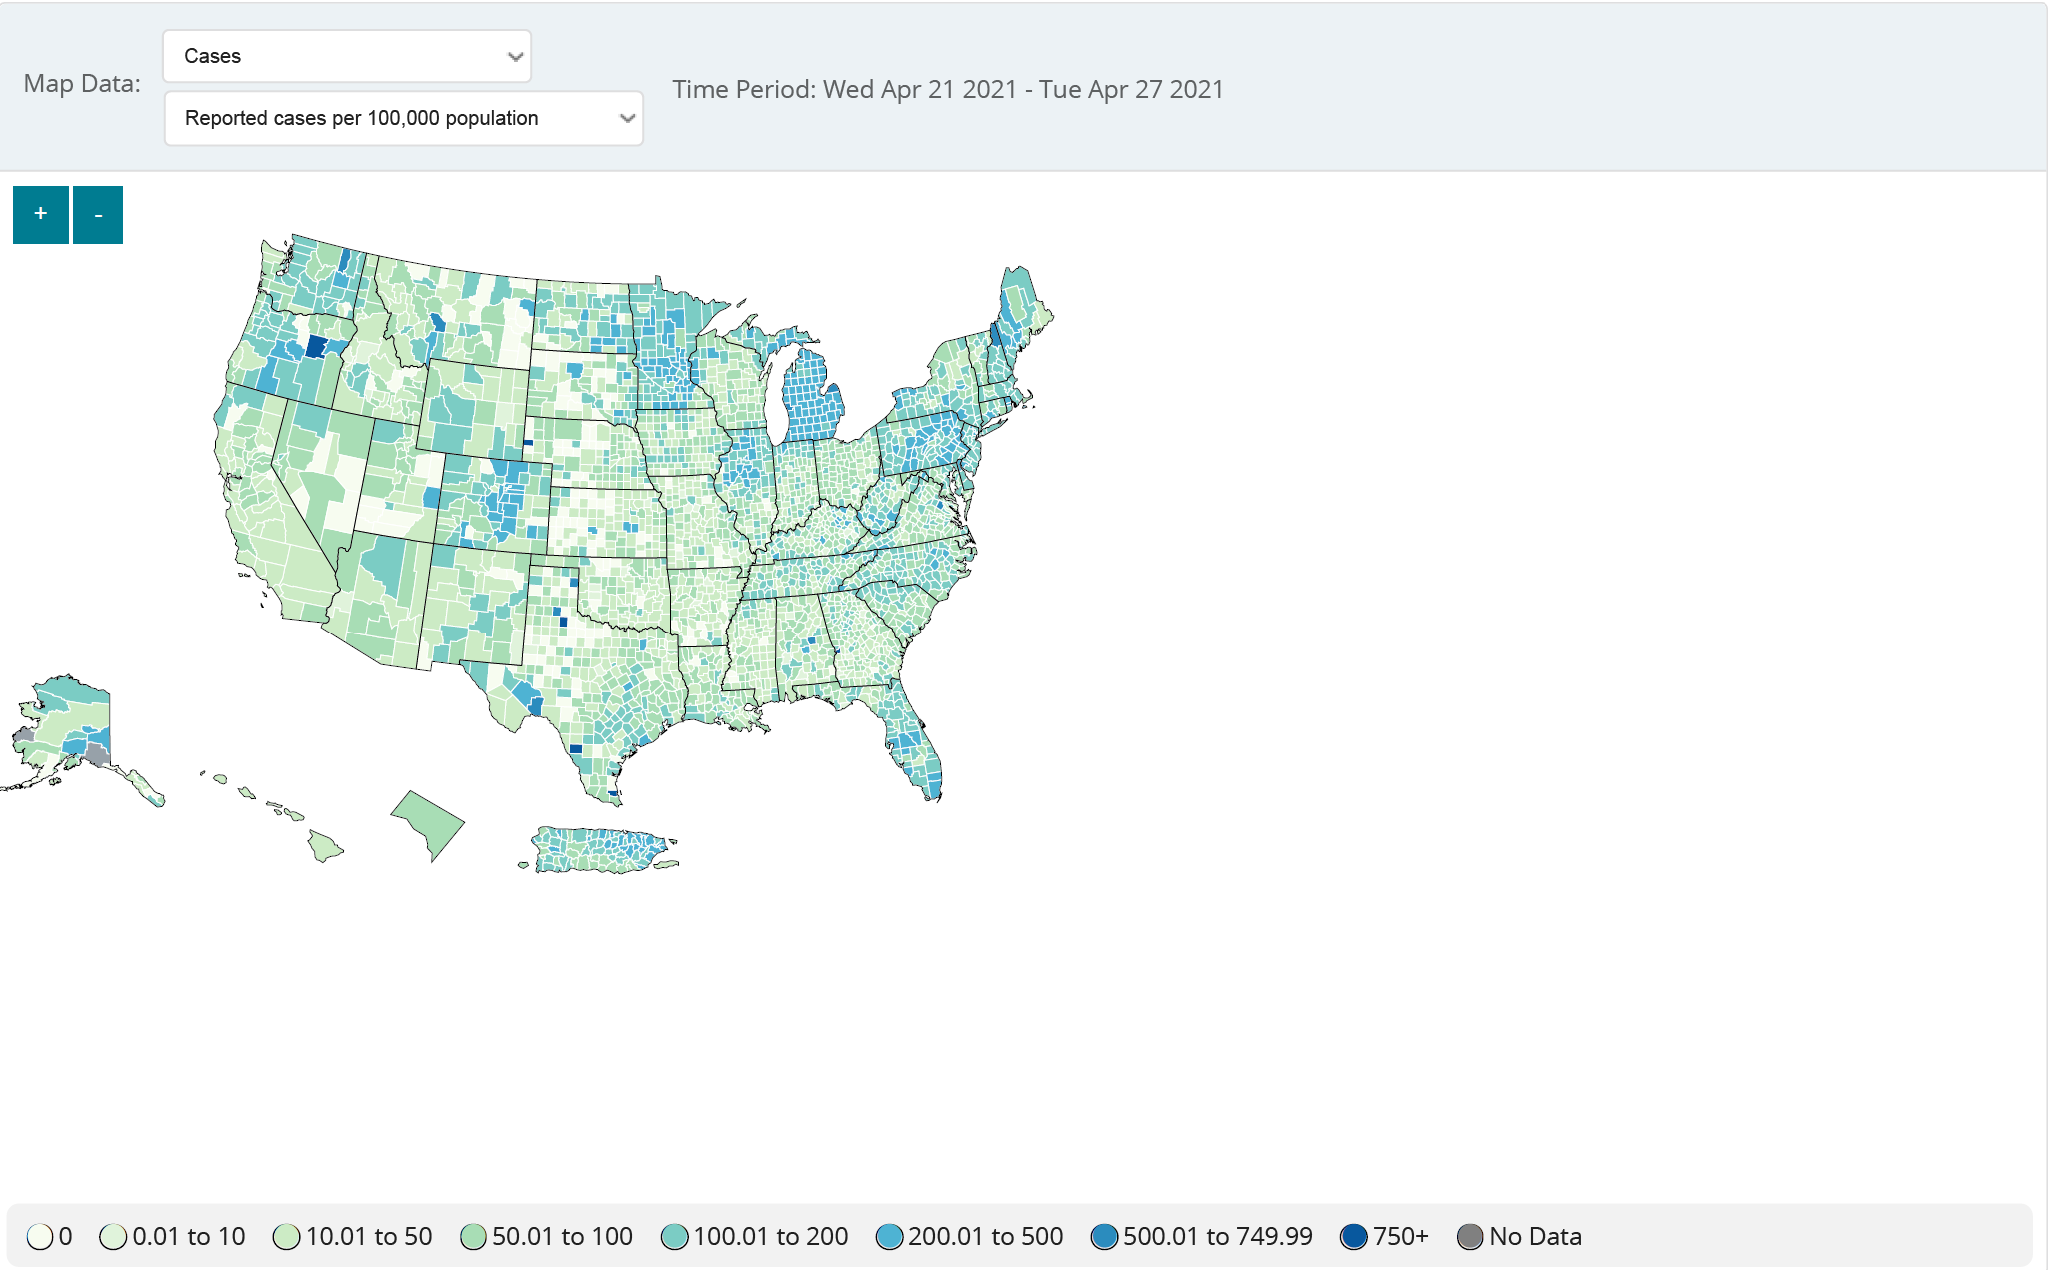 Map Data:
Cases
Reported cases per 100,000 population
Time Period: Wed Apr 21 2021 - Tue Apr 27 2021
+ -
0 0.01 to 10 10.01 to 50 50.01 to 100 100.01 to 200 200.01 to 500 500.01 to 749.99 750+ No Data